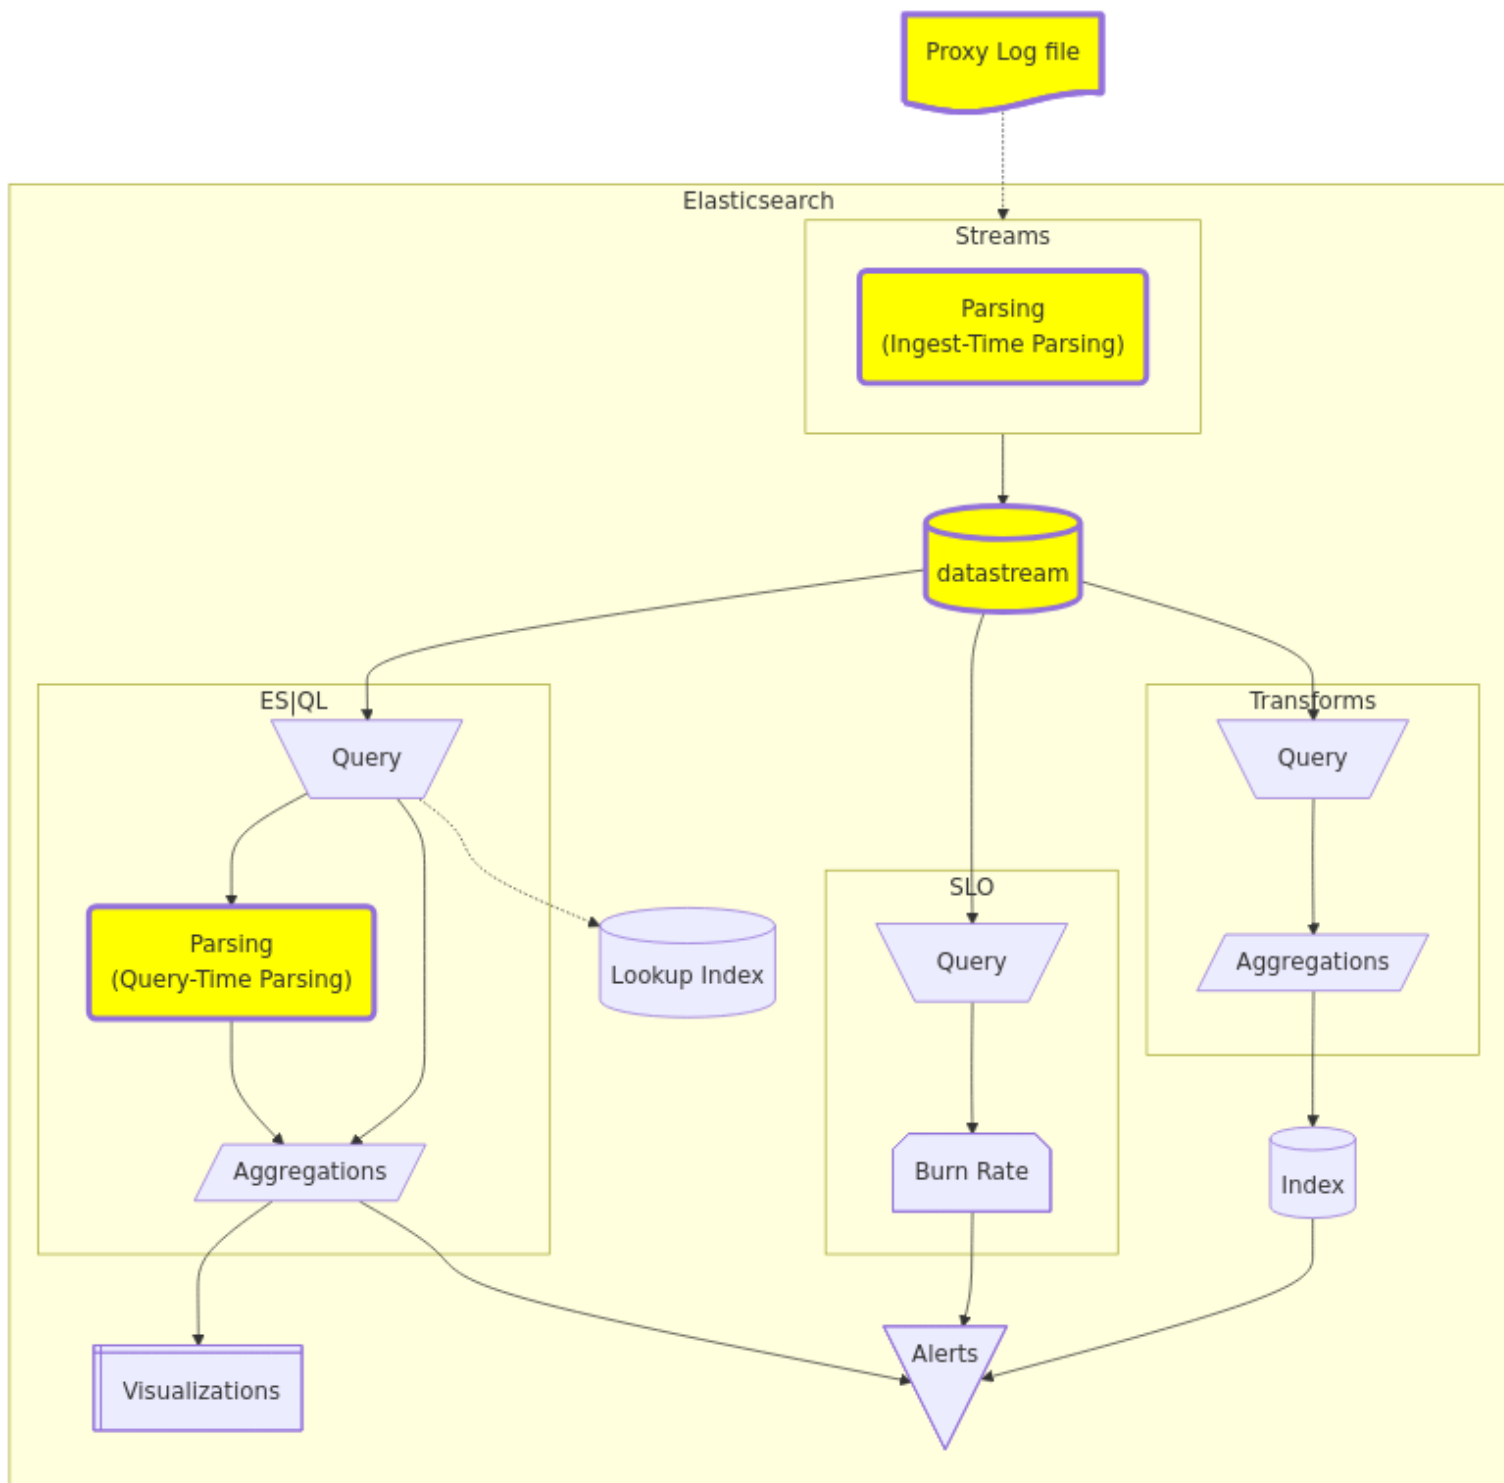 Proxy Log file
Elasticsearch
Streams
Parsing
(Ingest-Time Parsing)
datastream
ES|QL
Query
Transforms
Query
SLO
Query
Parsing
(Query-Time Parsing)
Lookup Index
Aggregations
Aggregations
Burn Rate
Index
Alerts
Visualizations